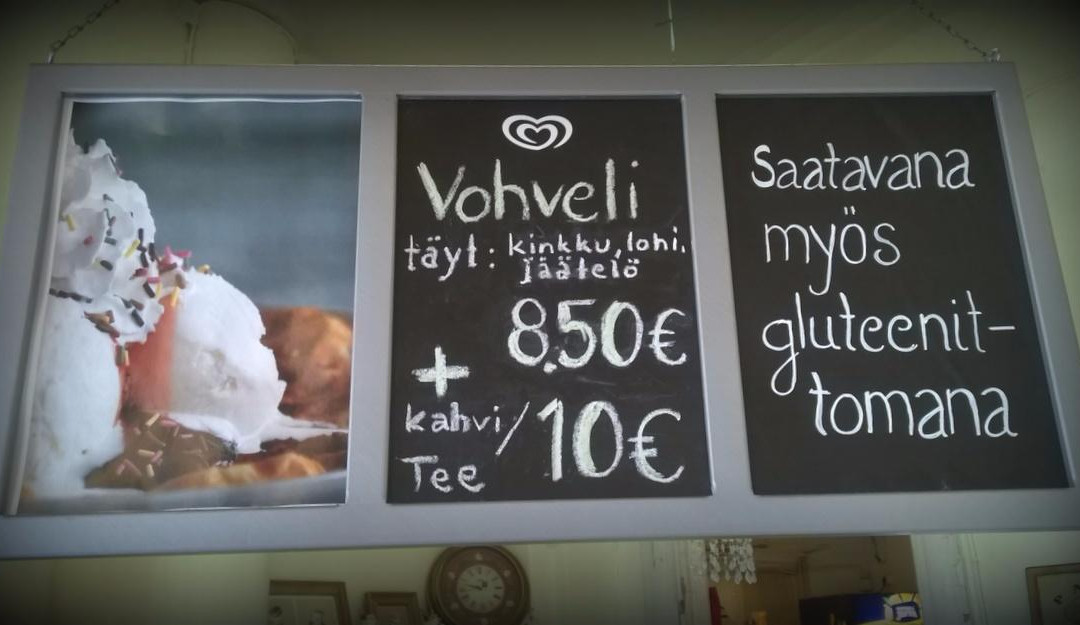 Vohveli
täyt: kinkku, lohi,
jäätelö
8.50€
+
kahvi/
Tee
10€
Saatavana
myös
gluteenit-
tomana